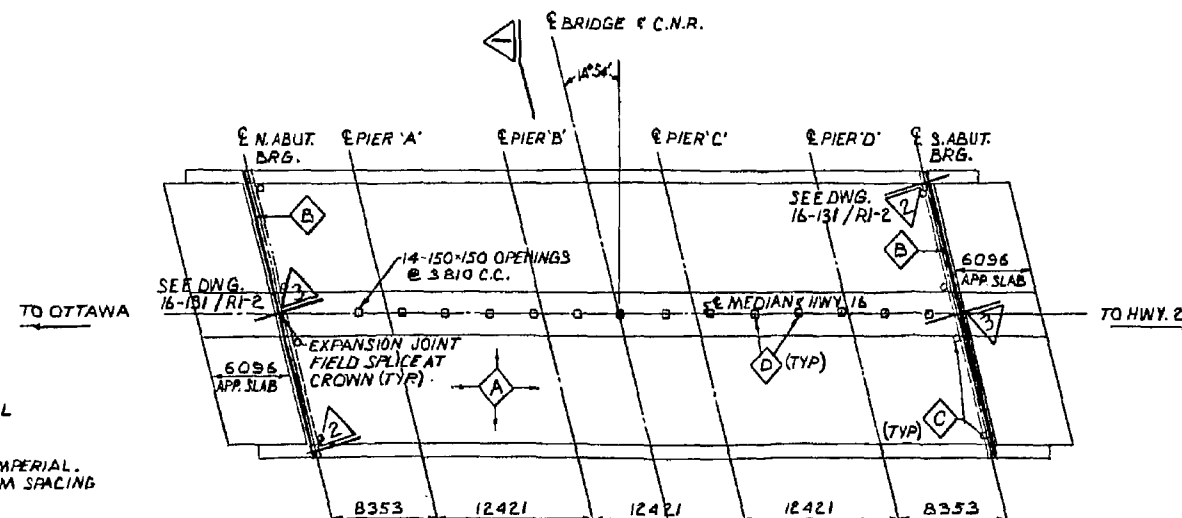 ℄ BRIDGE & C.N.R.
1
14°54'
℄ N. ABUT.
BRG.
℄ PIER 'A'
℄ PIER 'B'
℄ PIER 'C'
℄ PIER 'D'
℄ S. ABUT.
BRG.
SEE DWG.
16-131/R1-2
2
B
B
14-150×150 OPENINGS
@ 3810 C.C.
6096
APP. SLAB
SEE DWG.
16-131/R1-2
3
℄ MEDIAN & HWY. 16
TO OTTAWA
TO HWY. 2
3
EXPANSION JOINT
FIELD SPLICE AT
CROWN (TYP).
D (TYP)
6096
APP. SLAB
A
L
2
(TYP) C
MPERIAL.
M SPACING
8353
12421
12421
12421
8353